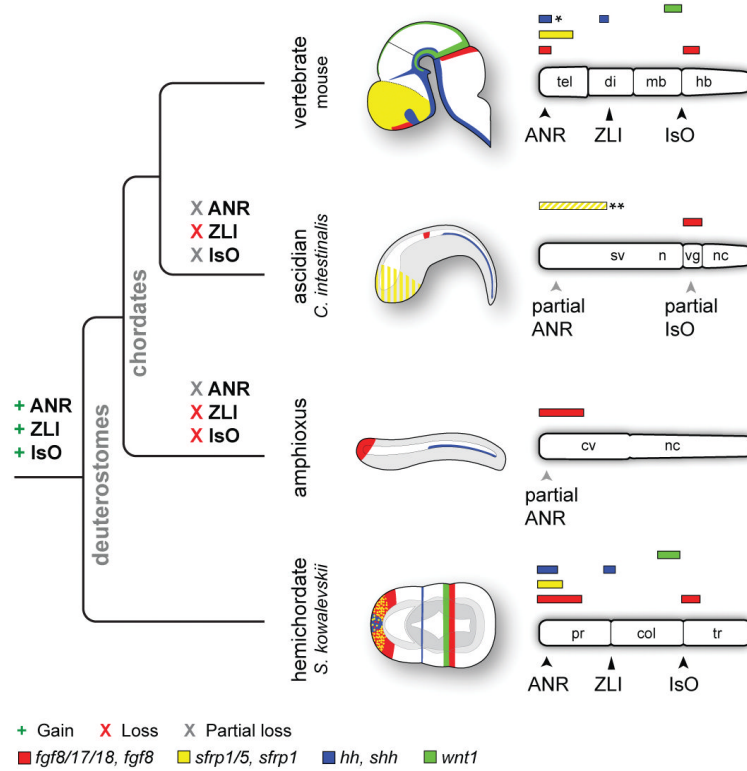 vertebrate
mouse
*
tel di mb hb
ANR ZLI IsO
X ANR
X ZLI
X IsO
ascidian
C. intestinalis
**
sv n vg nc
partial
ANR
partial
IsO
chordates
+ ANR
+ ZLI
+ IsO
deuterostomes
X ANR
X ZLI
X IsO
amphioxus
cv nc
partial
ANR
hemichordate
S. kowalevskii
pr col tr
ANR ZLI IsO
+ Gain X Loss X Partial loss
fgf8/17/18, fgf8 sfrp1/5, sfrp1 hh, shh wnt1